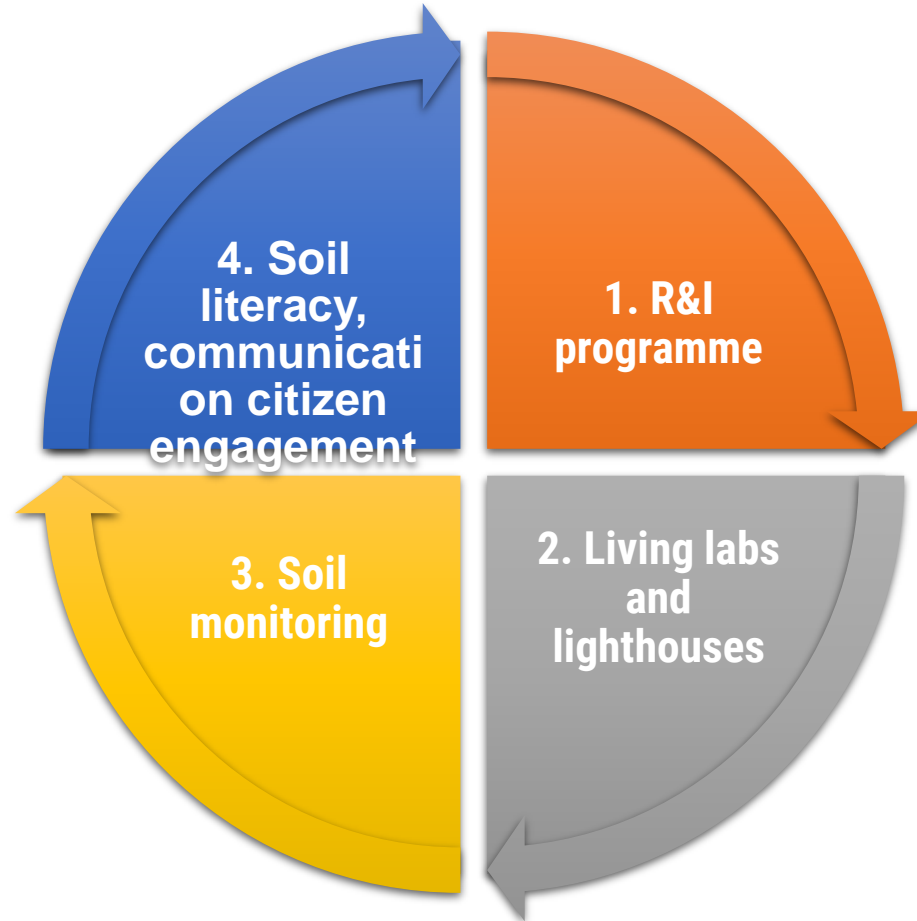 1. R&I
programme
2. Living labs
and
lighthouses
3. Soil
monitoring
4. Soil
literacy,
communicati
on citizen
engagement